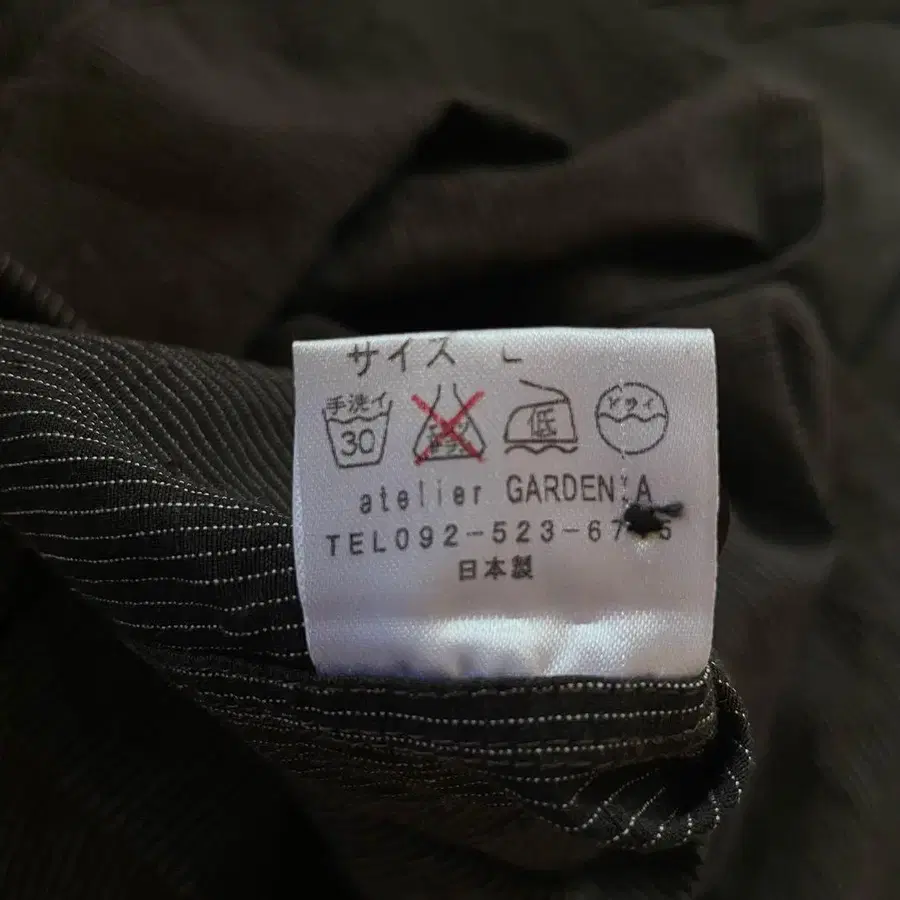 サイズ L
手洗イ 30 低 ドライ
atelier GARDENIA
TEL092-523-67 5
日本製